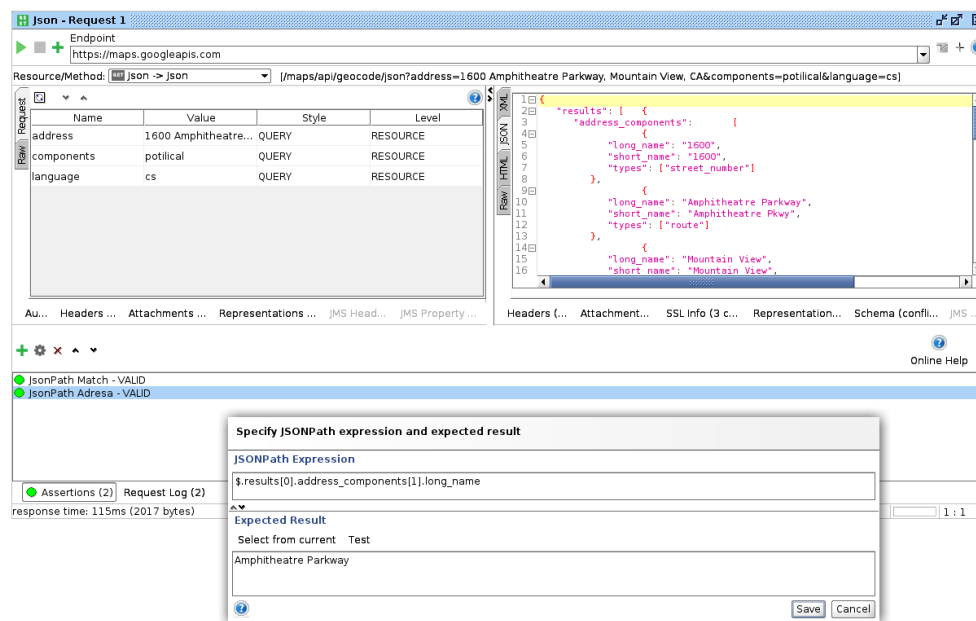 Json - Request 1
Endpoint
https://maps.googleapis.com
Resource/Method: GET Json -> Json [/maps/api/geocode/json?address=1600 Amphitheatre Parkway, Mountain View, CA&components=potilical&language=cs]
Request
Raw
Name Value Style Level
address 1600 Amphitheatre... QUERY RESOURCE
components potilical QUERY RESOURCE
language cs QUERY RESOURCE
Au... Headers ... Attachments ... Representations ... JMS Head... JMS Property ...
XML
JSON
HTML
Raw
1 {
2 "results": [ {
3 "address_components": [
4 {
5 "long_name": "1600",
6 "short_name": "1600",
7 "types": ["street_number"]
8 },
9 {
10 "long_name": "Amphitheatre Parkway",
11 "short_name": "Amphitheatre Pkwy",
12 "types": ["route"]
13 },
14 {
15 "long_name": "Mountain View",
16 "short_name": "Mountain View",
Headers (... Attachment... SSL Info (3 c... Representation... Schema (confli... JMS ...
Online Help
JsonPath Match - VALID
JsonPath Adresa - VALID
Assertions (2) Request Log (2)
response time: 115ms (2017 bytes) 1 : 1
Specify JSONPath expression and expected result
JSONPath Expression
$.results[0].address_components[1].long_name
Expected Result
Select from current Test
Amphitheatre Parkway
Save Cancel